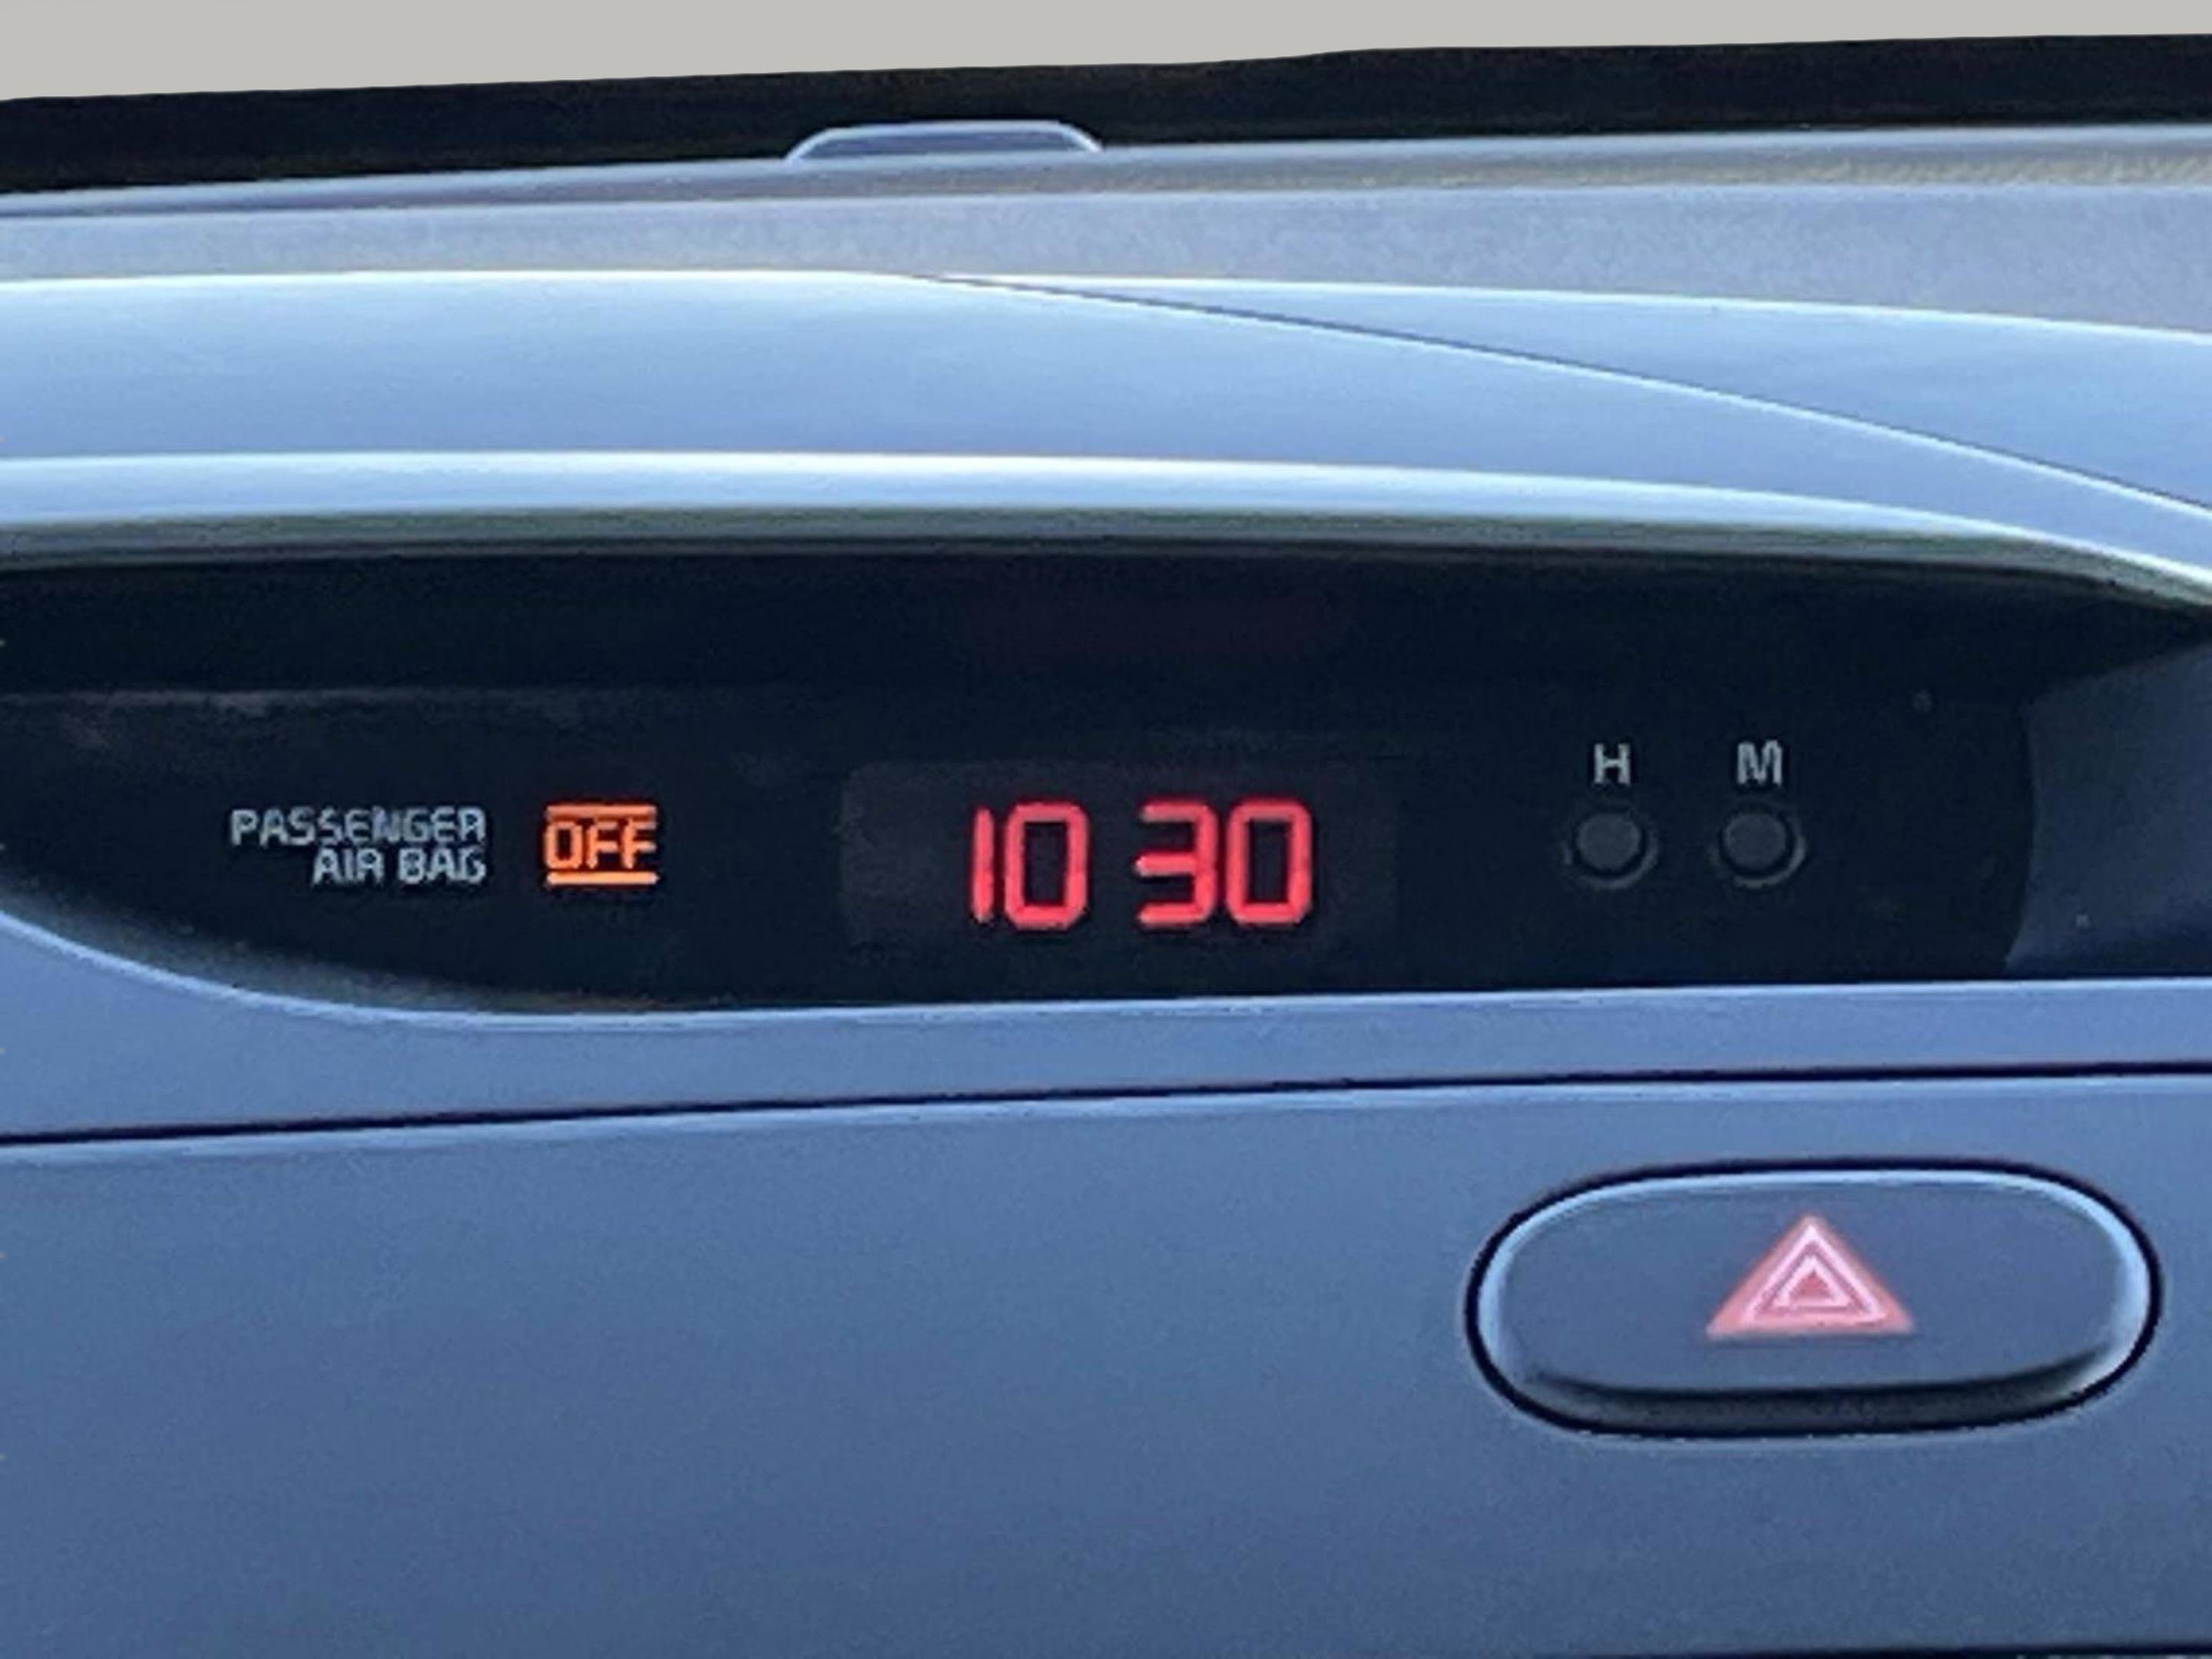 PASSENGER
AIR BAG
OFF
10 30
H M